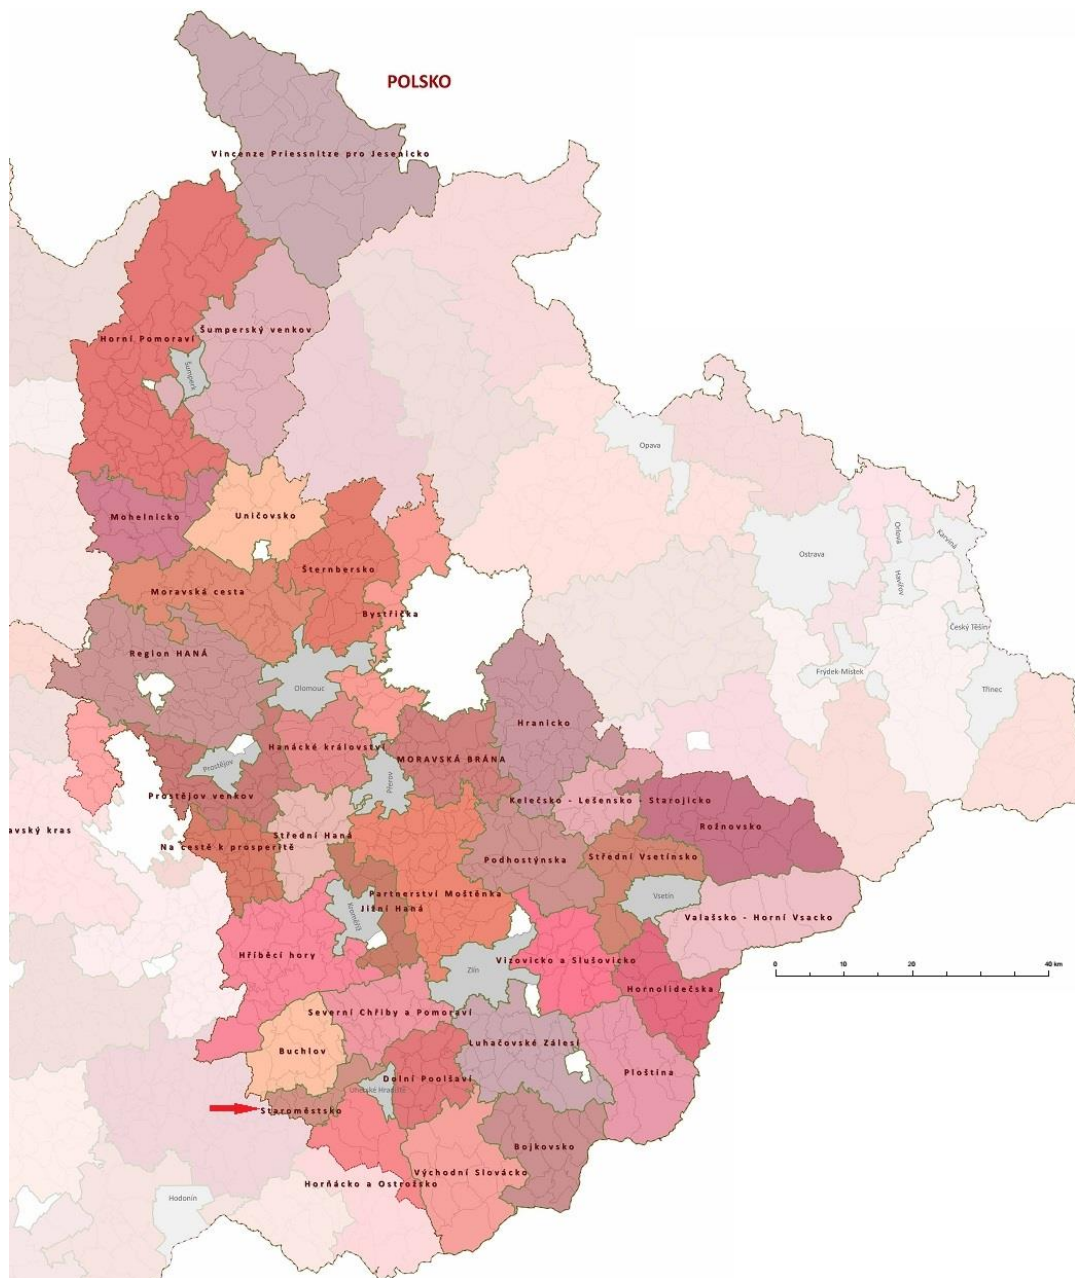 POLSKO
Vincenze Priessnitze pro Jesenicko
Šumperský venkov
Horní Pomoraví
Šumperk
Opava
Mohelnicko
Uničovsko
Orlová
Karviná
Ostrava
Šternbersko
Havířov
Moravská cesta
Bystřička
Český Těšín
Region HANÁ
Frýdek-Místek
Olomouc
Třinec
Hranicko
Hanácké království
MORAVSKÁ BRÁNA
Prostějov
Přerov
Prostějov venkov
Kelečsko - Lešensko - Starojicko
Rožnovsko
avský kras
Střední Haná
Na cestě k prosperitě
Podhostýnska
Střední Vsetínsko
Partnerství Moštěnka
Vsetín
Jižní Haná
Kroměříž
Valašsko - Horní Vsacko
Hříběcí hory
Vizovicko a Slušovicko
Zlín
0 10 20 40 km
Hornolidečska
Severní Chřiby a Pomoraví
Luhačovské Zálesí
Buchlov
Ploština
Dolní Poolšaví
Uherské Hradiště
Staroměstsko
Bojkovsko
Východní Slovácko
Horňácko a Ostrožsko
Hodonín